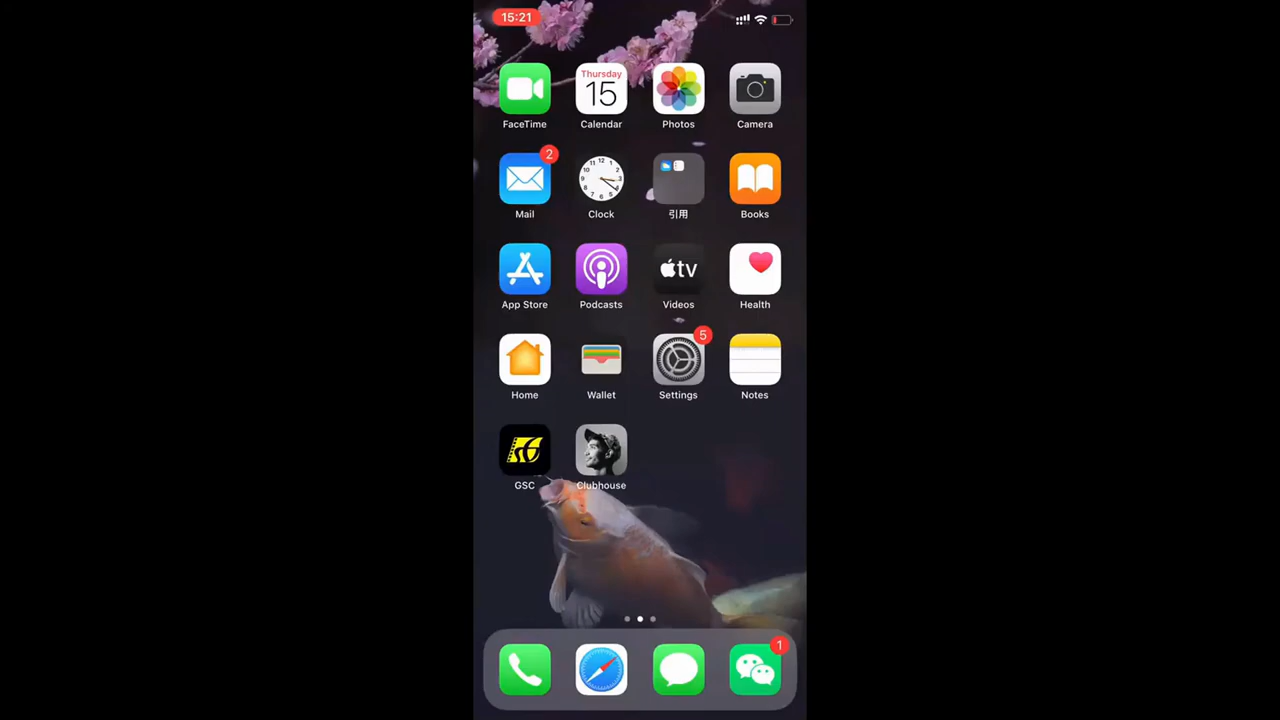 15:21
FaceTime
Thursday
15
Calendar
Photos
Camera
2
Mail
Clock
引用
Books
App Store
Podcasts
tv
Videos
Health
Home
Wallet
5
Settings
Notes
GSC
Clubhouse
1